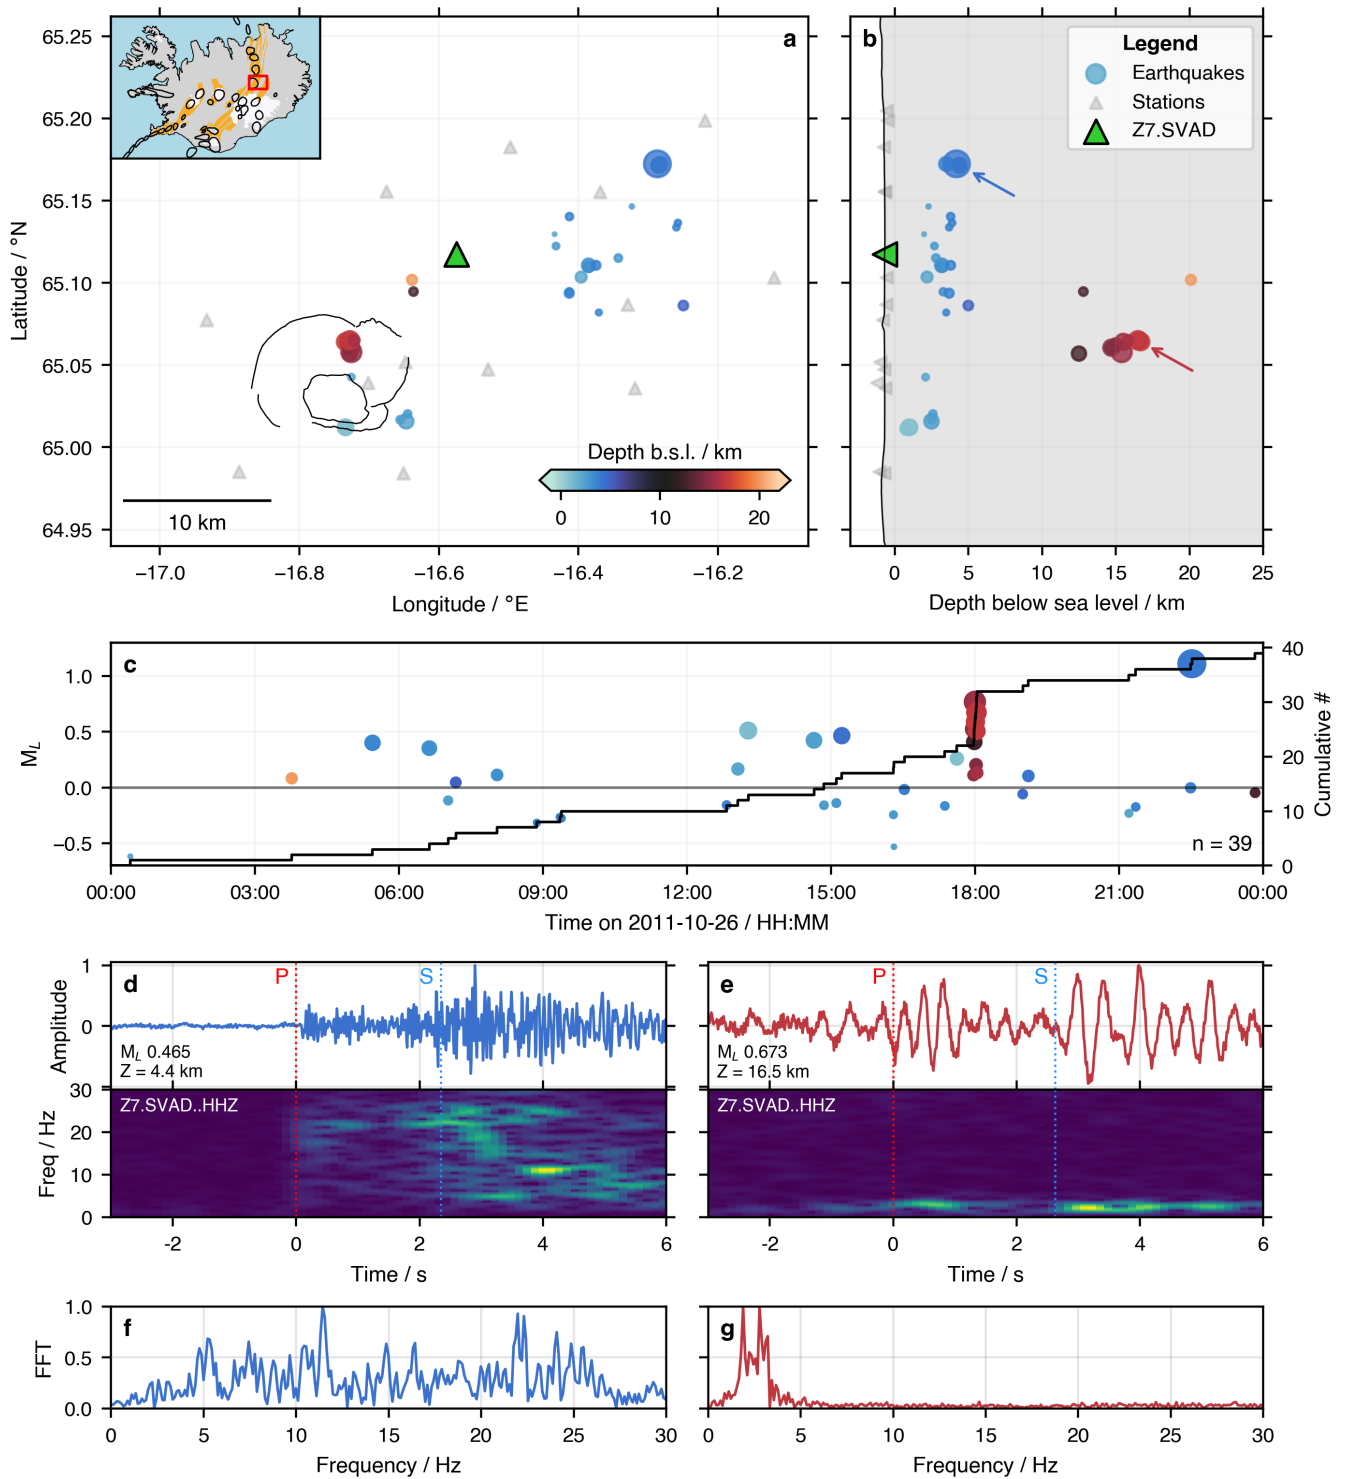 a
b
Legend
Earthquakes
Stations
Z7.SVAD
65.25
65.20
65.15
65.10
65.05
65.00
64.95
Latitude / °N
Depth b.s.l. / km
0
10
20
10 km
−17.0
−16.8
−16.6
−16.4
−16.2
Longitude / °E
0
5
10
15
20
25
Depth below sea level / km
c
1.0
0.5
0.0
−0.5
M_L
40
30
20
10
0
Cumulative #
n = 39
00:00
03:00
06:00
09:00
12:00
15:00
18:00
21:00
00:00
Time on 2011-10-26 / HH:MM
d
P
S
1
0
Amplitude
M_L 0.465
Z = 4.4 km
Z7.SVAD..HHZ
30
20
10
0
Freq / Hz
-2
0
2
4
6
Time / s
e
P
S
M_L 0.673
Z = 16.5 km
Z7.SVAD..HHZ
-2
0
2
4
6
Time / s
f
1.0
0.5
0.0
FFT
0
5
10
15
20
25
30
Frequency / Hz
g
0
5
10
15
20
25
30
Frequency / Hz